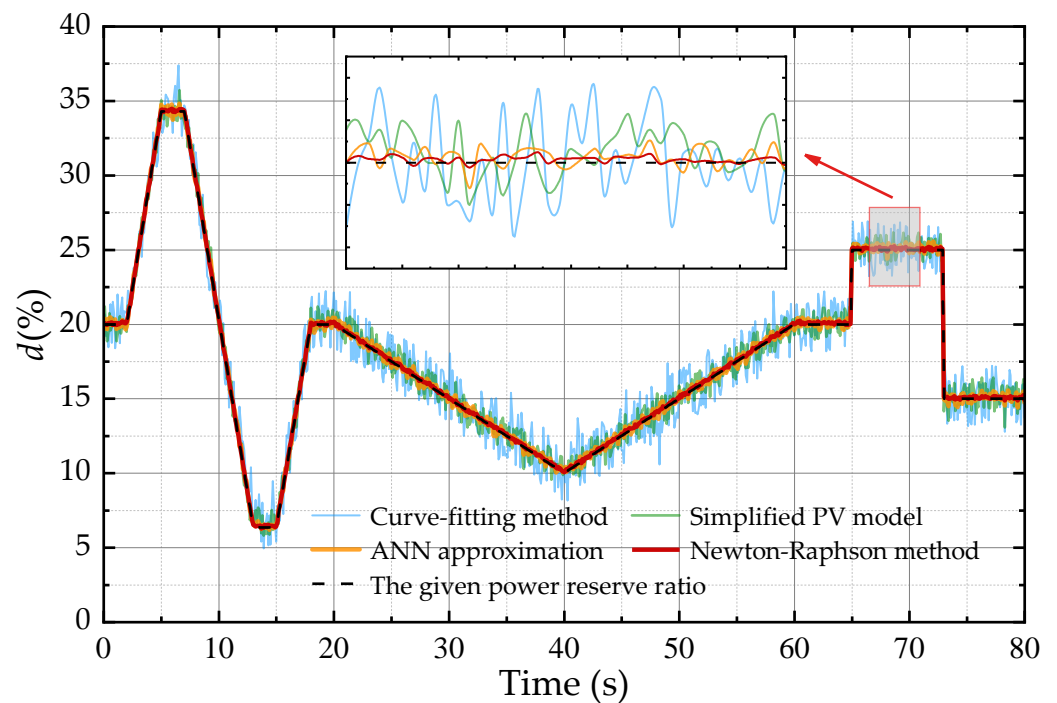 40
35
30
25
20
15
10
5
0
d(%)
Curve-fitting method Simplified PV model
ANN approximation Newton-Raphson method
The given power reserve ratio
0 10 20 30 40 50 60 70 80
Time (s)